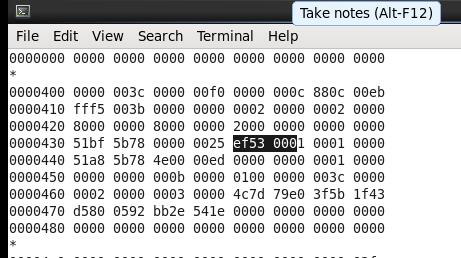 Take notes (Alt-F12)
File Edit View Search Terminal Help
0000000 0000 0000 0000 0000 0000 0000 0000 0000
*
0000400 0000 003c 0000 00f0 0000 000c 880c 00eb
0000410 fff5 003b 0000 0000 0002 0000 0002 0000
0000420 8000 0000 8000 0000 2000 0000 0000 0000
0000430 51bf 5b78 0000 0025 ef53 0001 0001 0000
0000440 51a8 5b78 4e00 00ed 0000 0000 0001 0000
0000450 0000 0000 000b 0000 0100 0000 003c 0000
0000460 0002 0000 0003 0000 4c7d 79e0 3f5b 1f43
0000470 d580 0592 bb2e 541e 0000 0000 0000 0000
0000480 0000 0000 0000 0000 0000 0000 0000 0000
*